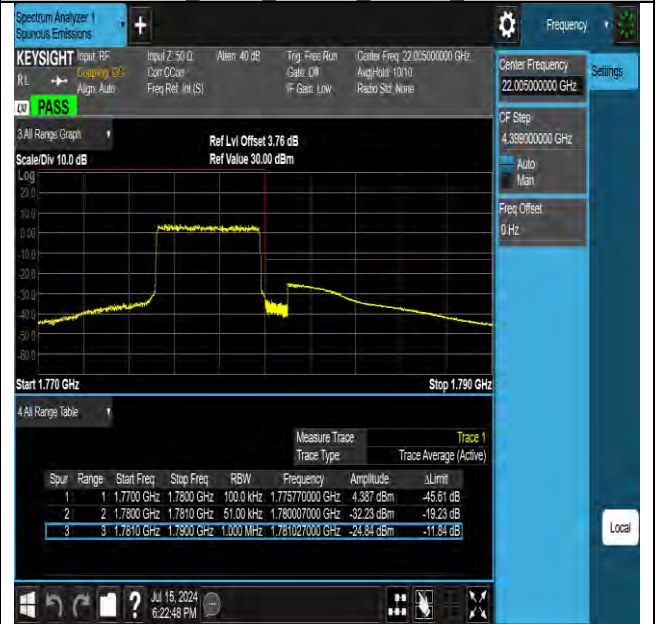 Spectrum Analyzer 1
Spurious Emissions
Frequency
KEYSIGHT Input: RF
Coupling: DC
Align: Auto
Input Z: 50 Ω
Corr CCorr
Freq Ref: Int (S)
Atten: 40 dB
Trig: Free Run
Gate: Off
IF Gain: Low
Center Freq: 22.005000000 GHz
Avg|Hold: 10/10
Radio Std: None
RL
LXI PASS
Center Frequency
22.005000000 GHz
Settings
CF Step
4.399000000 GHz
Auto
Man
Freq Offset
0 Hz
3 All Range Graph
Ref Lvl Offset 3.76 dB
Scale/Div 10.0 dB
Ref Value 30.00 dBm
Log
20.0
10.0
0.00
-10.0
-20.0
-30.0
-40.0
-50.0
-60.0
Start 1.770 GHz
Stop 1.790 GHz
4 All Range Table
Measure Trace Trace 1
Trace Type Trace Average (Active)
Spur Range Start Freq Stop Freq RBW Frequency Amplitude ΔLimit
1 1 1.7700 GHz 1.7800 GHz 100.0 kHz 1.775770000 GHz 4.387 dBm -45.61 dB
2 2 1.7800 GHz 1.7810 GHz 51.00 kHz 1.780007000 GHz -32.23 dBm -19.23 dB
3 3 1.7810 GHz 1.7900 GHz 1.000 MHz 1.781027000 GHz -24.84 dBm -11.84 dB
Local
Jul 15, 2024
6:22:48 PM